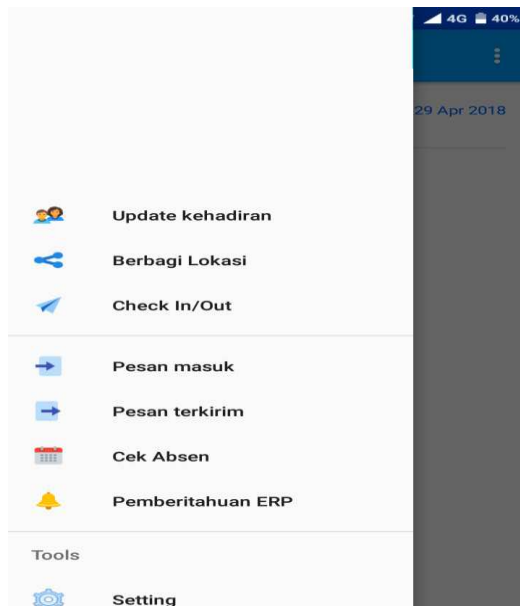 4G 40%
29 Apr 2018
Update kehadiran
Berbagi Lokasi
Check In/Out
Pesan masuk
Pesan terkirim
Cek Absen
Pemberitahuan ERP
Tools
Setting